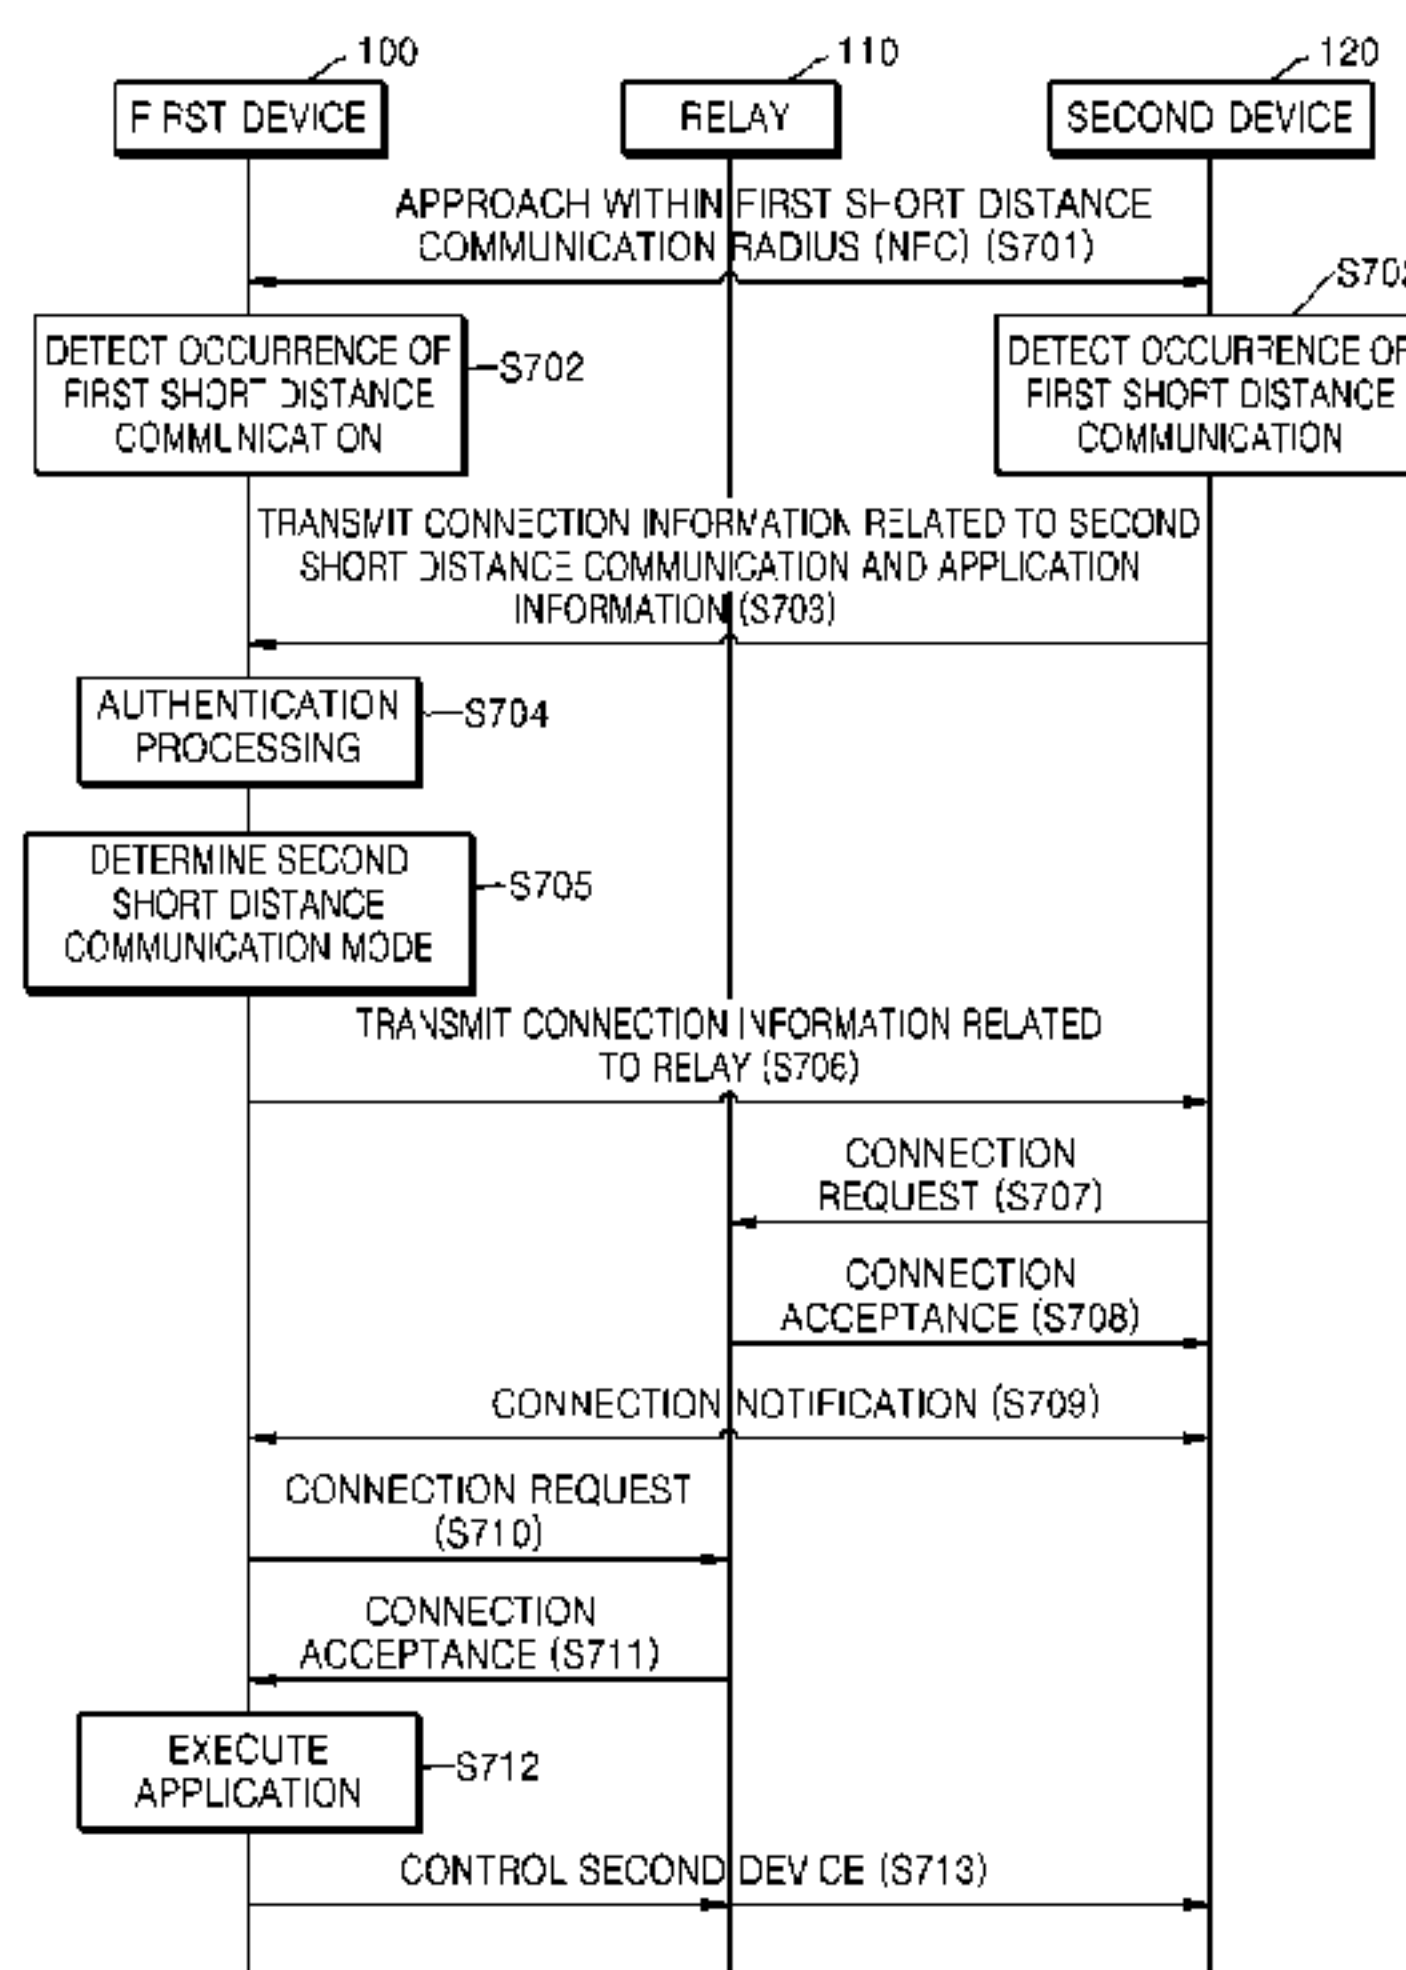 100
110
120
FIRST DEVICE
RELAY
SECOND DEVICE
APPROACH WITHIN FIRST SHORT DISTANCE
COMMUNICATION RADIUS (NFC) (S701)
S702
DETECT OCCURRENCE OF
FIRST SHORT DISTANCE
COMMUNICATION
S702
DETECT OCCURRENCE OF
FIRST SHORT DISTANCE
COMMUNICATION
TRANSMIT CONNECTION INFORMATION RELATED TO SECOND
SHORT DISTANCE COMMUNICATION AND APPLICATION
INFORMATION (S703)
AUTHENTICATION
PROCESSING
S704
DETERMINE SECOND
SHORT DISTANCE
COMMUNICATION MODE
S705
TRANSMIT CONNECTION INFORMATION RELATED
TO RELAY (S706)
CONNECTION
REQUEST (S707)
CONNECTION
ACCEPTANCE (S708)
CONNECTION NOTIFICATION (S709)
CONNECTION REQUEST
(S710)
CONNECTION
ACCEPTANCE (S711)
EXECUTE
APPLICATION
S712
CONTROL SECOND DEVICE (S713)